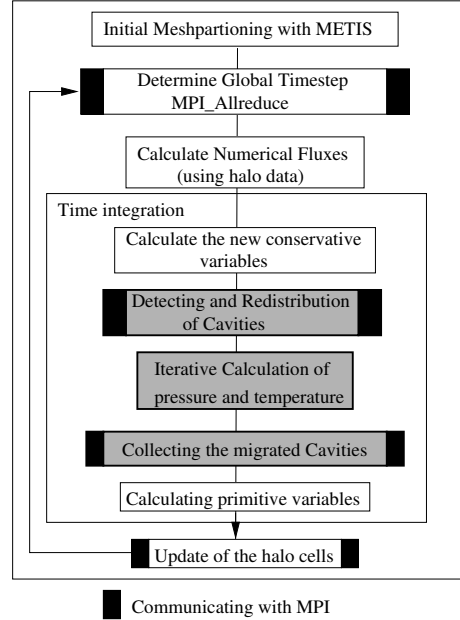 Initial Meshpartioning with METIS
Determine Global Timestep
MPI_Allreduce
Calculate Numerical Fluxes
(using halo data)
Time integration
Calculate the new conservative
variables
Detecting and Redistribution
of Cavities
Iterative Calculation of
pressure and temperature
Collecting the migrated Cavities
Calculating primitive variables
Update of the halo cells
Communicating with MPI